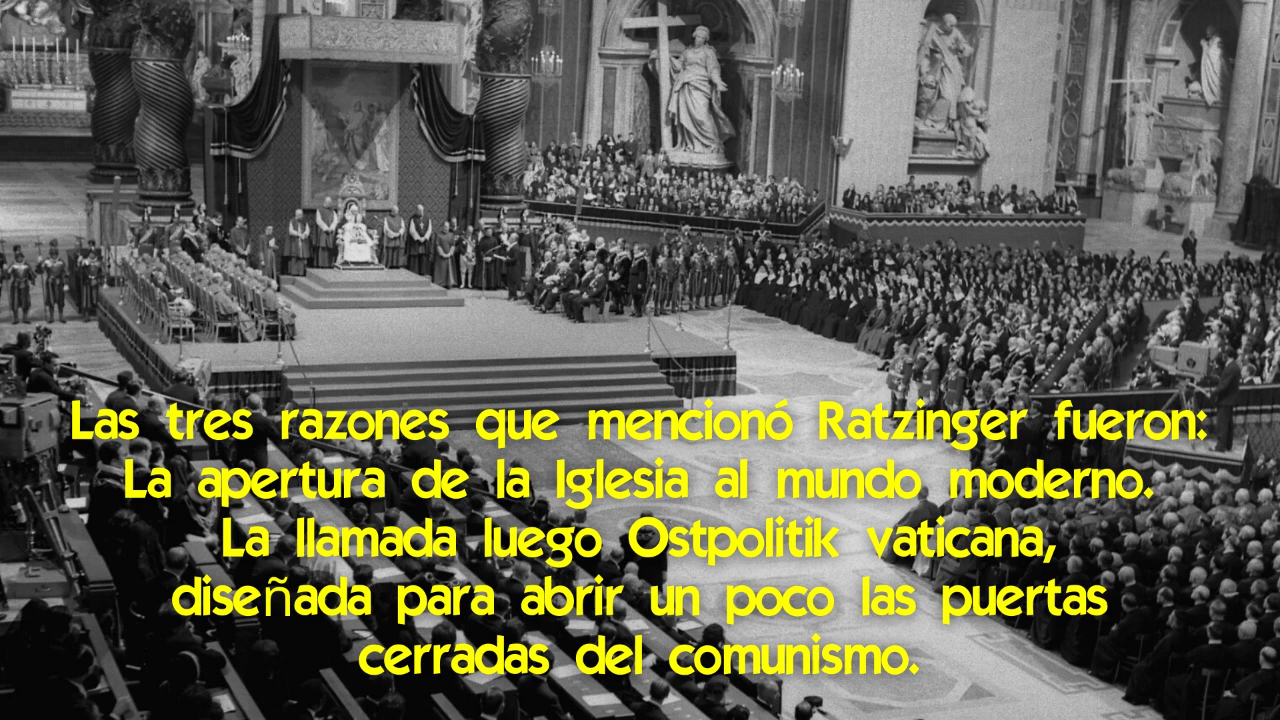 Las tres razones que mencionó Ratzinger fueron:
La apertura de la Iglesia al mundo moderno.
La llamada luego Ostpolitik vaticana,
diseñada para abrir un poco las puertas
cerradas del comunismo.